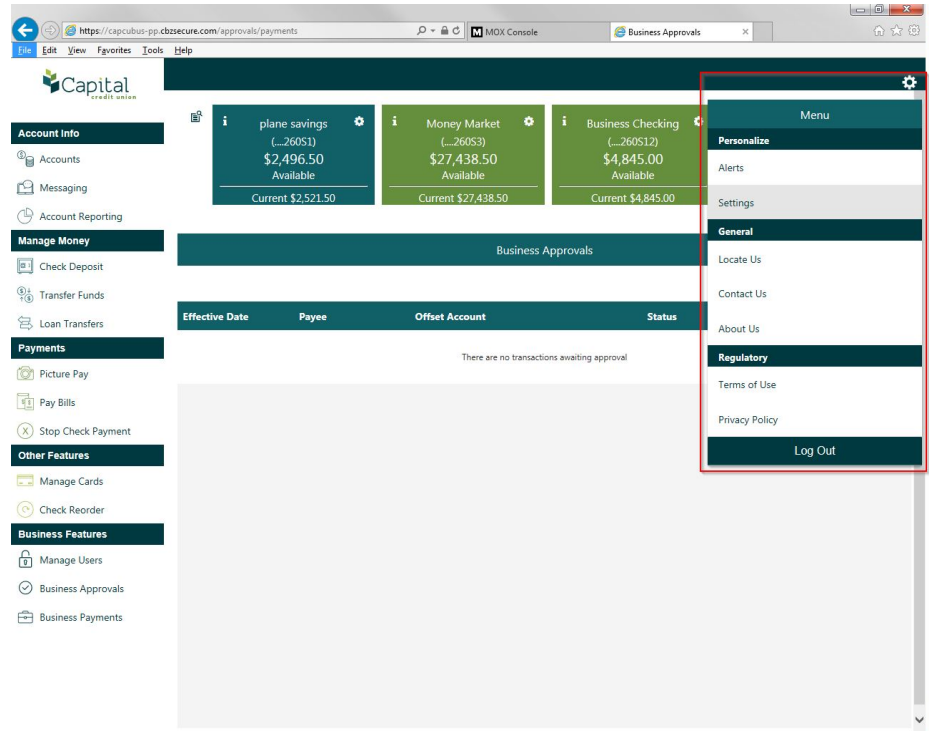 https://capcubus-pp.cbzsecure.com/approvals/payments
MOX Console
Business Approvals
File Edit View Favorites Tools Help
Capital
credit union
Account Info
Accounts
Messaging
Account Reporting
Manage Money
Check Deposit
Transfer Funds
Loan Transfers
Payments
Picture Pay
Pay Bills
Stop Check Payment
Other Features
Manage Cards
Check Reorder
Business Features
Manage Users
Business Approvals
Business Payments
plane savings
(....260S1)
$2,496.50
Available
Current $2,521.50
Money Market
(....260S3)
$27,438.50
Available
Current $27,438.50
Business Checking
(....260S12)
$4,845.00
Available
Current $4,845.00
Business Approvals
Effective Date Payee Offset Account Status
There are no transactions awaiting approval
Menu
Personalize
Alerts
Settings
General
Locate Us
Contact Us
About Us
Regulatory
Terms of Use
Privacy Policy
Log Out